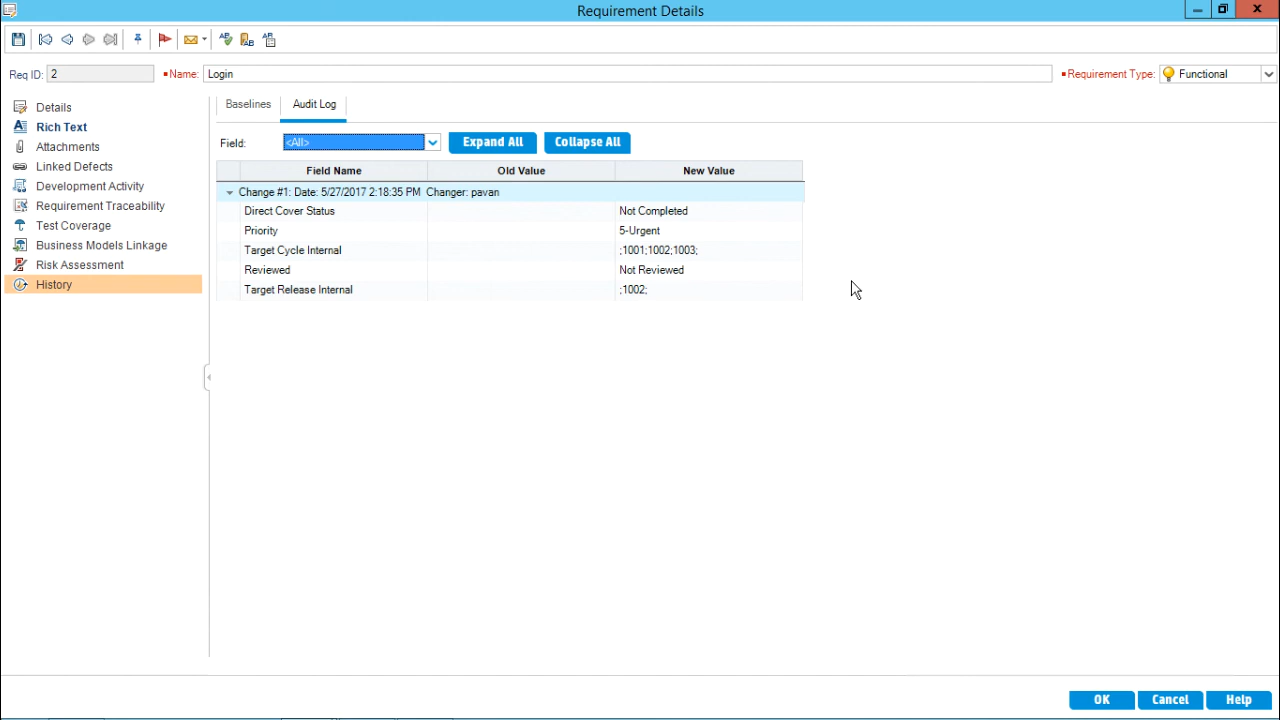 Requirement Details
Req ID: 2 Name: Login Requirement Type: Functional
Details
Rich Text
Attachments
Linked Defects
Development Activity
Requirement Traceability
Test Coverage
Business Models Linkage
Risk Assessment
History
Baselines Audit Log
Field: <All> Expand All Collapse All
Field Name Old Value New Value
Change #1: Date: 5/27/2017 2:18:35 PM Changer: pavan
Direct Cover Status Not Completed
Priority 5-Urgent
Target Cycle Internal ;1001;1002;1003;
Reviewed Not Reviewed
Target Release Internal ;1002;
OK Cancel Help